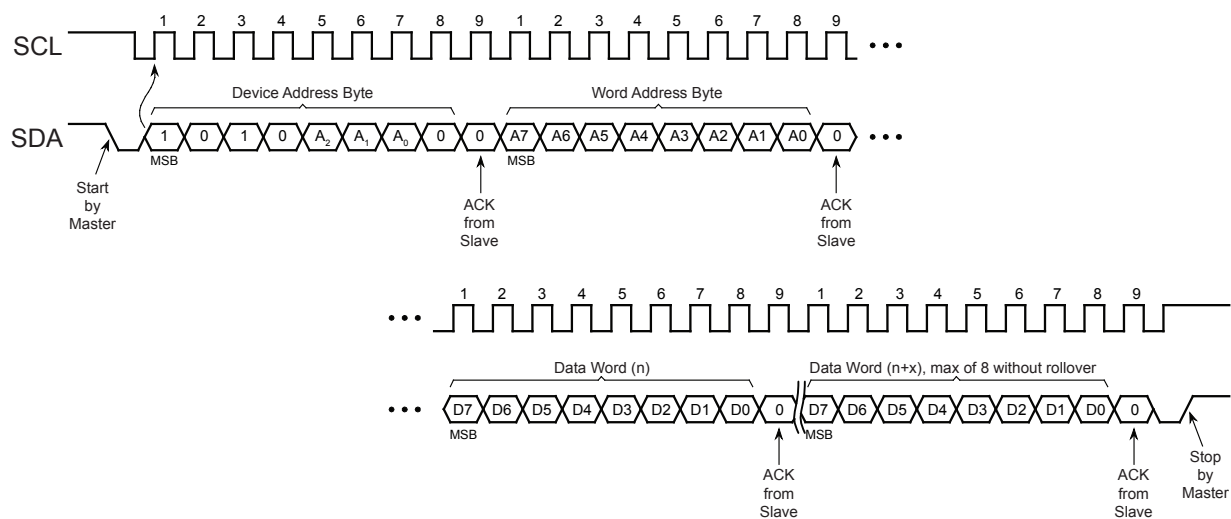 1 2 3 4 5 6 7 8 9 1 2 3 4 5 6 7 8 9
SCL
Device Address Byte Word Address Byte
SDA 1 0 1 0 A2 A1 A0 0 0 A7 A6 A5 A4 A3 A2 A1 A0 0
MSB MSB
Start
by
Master
ACK
from
Slave
ACK
from
Slave
1 2 3 4 5 6 7 8 9 1 2 3 4 5 6 7 8 9
Data Word (n) Data Word (n+x), max of 8 without rollover
D7 D6 D5 D4 D3 D2 D1 D0 0 D7 D6 D5 D4 D3 D2 D1 D0 0
MSB MSB
ACK
from
Slave
ACK
from
Slave
Stop
by
Master